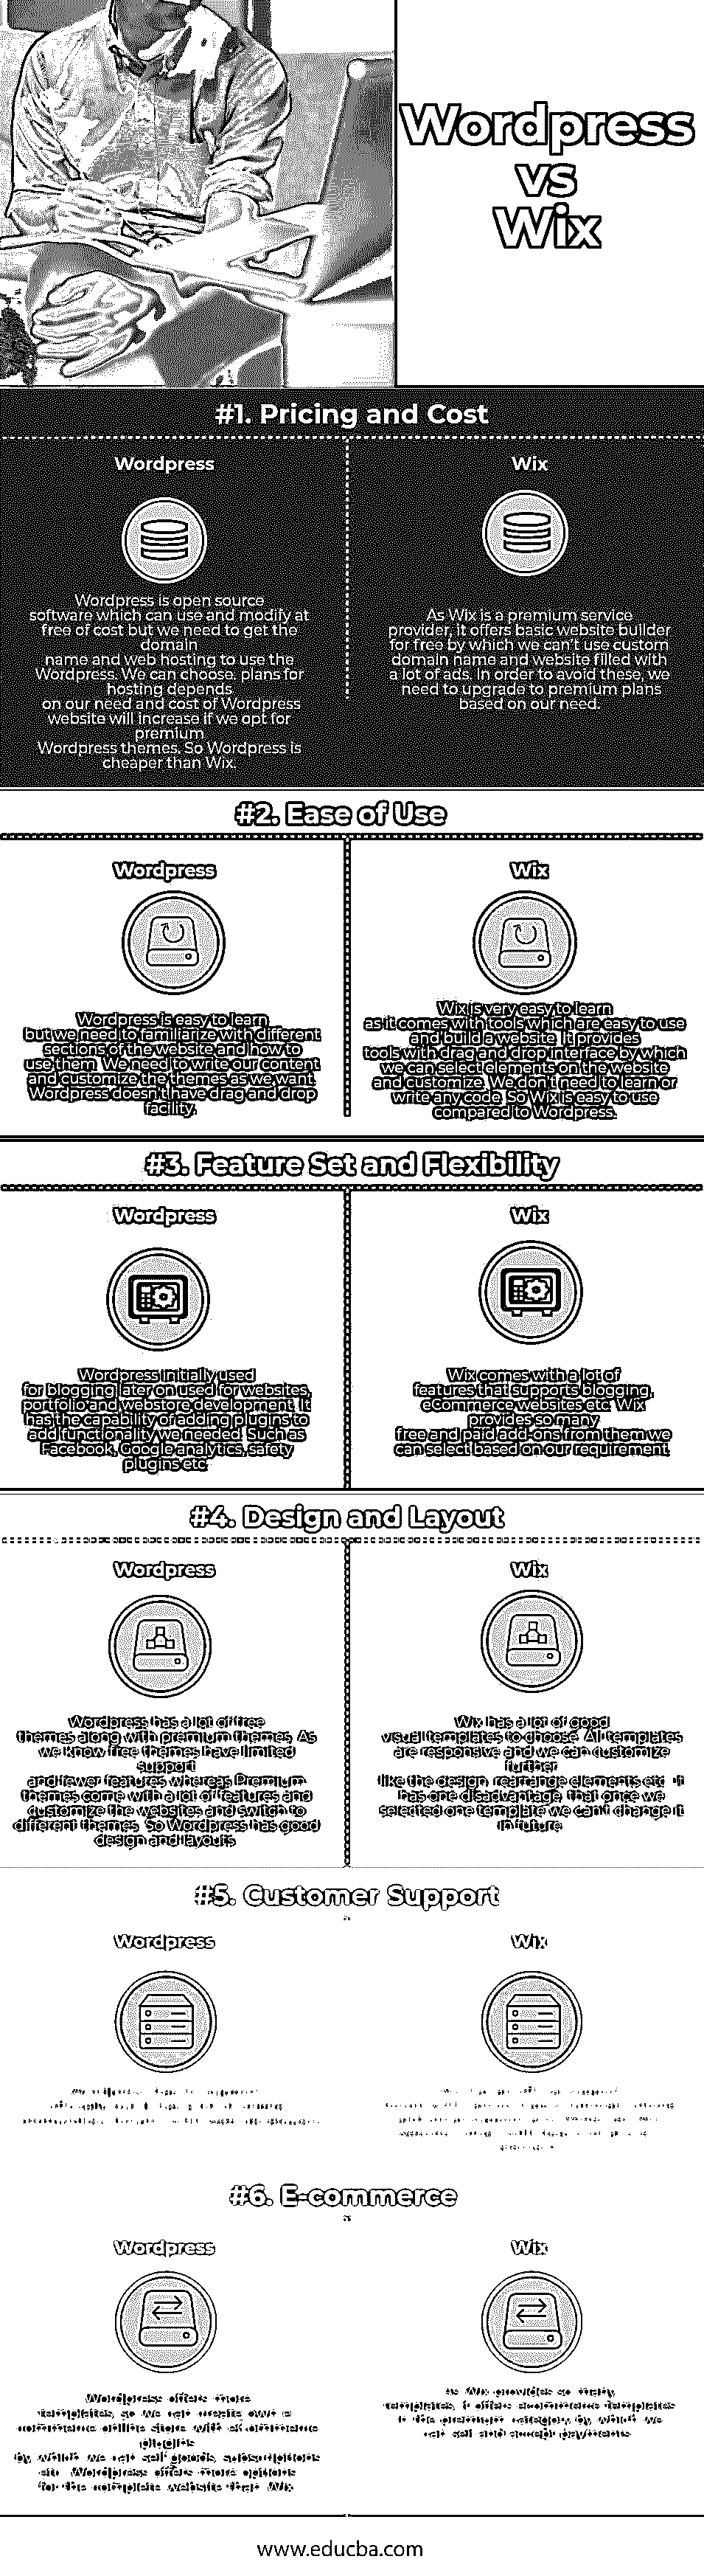 Wordpress
vs
Wix
#1. Pricing and Cost
Wordpress
Wordpress is open source
software which can use and modify at
free of cost but we need to get the
domain
name and web hosting to use the
Wordpress. We can choose. plans for
hosting depends
on our need and cost of Wordpress
website will increase if we opt for
premium
Wordpress themes. So Wordpress is
cheaper than Wix.
Wix
As Wix is a premium service
provider, it offers basic website builder
for free by which we can't use custom
domain name and website filled with
a lot of ads. In order to avoid these, we
need to upgrade to premium plans
based on our need.
#2. Ease of Use
Wordpress
Wordpress is easy to learn
but we need to familiarize with different
sections of the website and how to
use them. We need to write our content
and customize the themes as we want.
Wordpress doesn't have drag and drop
facility.
Wix
Wix is very easy to learn
as it comes with tools which are easy to use
and build a website. It provides
tools with drag and drop interface by which
we can select elements on the website
and customize. We don't need to learn or
write any code. So Wix is easy to use
compared to Wordpress.
#3. Feature Set and Flexibility
Wordpress
Wordpress initially used
for blogging later on used for websites,
portfolio and webstore development. It
has the capability of adding plugins to
add functionality we needed. Such as
Facebook, Google analytics, safety
plugins etc.
Wix
Wix comes with a lot of
features that supports blogging,
eCommerce websites etc. Wix
provides so many
free and paid add-ons from them we
can select based on our requirement.
#4. Design and Layout
Wordpress
Wordpress has a lot of free
themes along with premium themes. As
we know free themes have limited
support
and fewer features whereas Premium
themes come with a lot of features and
customize the websites and switch to
different themes. So Wordpress has good
design and layouts.
Wix
Wix has a lot of good
visual templates to choose. All templates
are responsive and we can customize
further
like the design, rearrange elements etc. It
has one disadvantage, that once we
selected one template we can't change it
in future.
#5. Customer Support
Wordpress
Wix
#6. E-commerce
Wordpress
Wordpress offers more
templates, so we can create own e
commerce online store with eCommerce
plugins
by which we can sell goods, subscriptions
etc. Wordpress offers more options
for the complete website than Wix
Wix
As Wix provides so many
templates, it offers ecommerce templates
in the premium category by which we
can sell and accept payments
www.educba.com